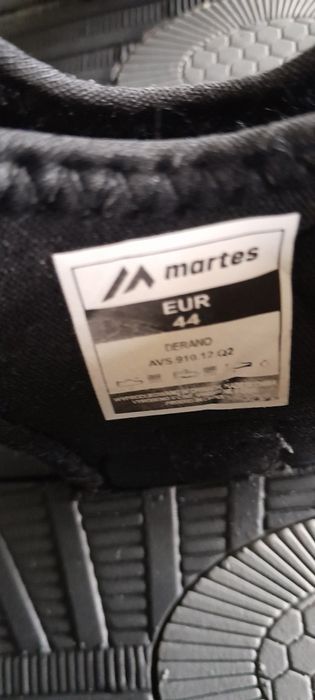 martes
EUR
44
DERANO
AVS 910.12.Q2